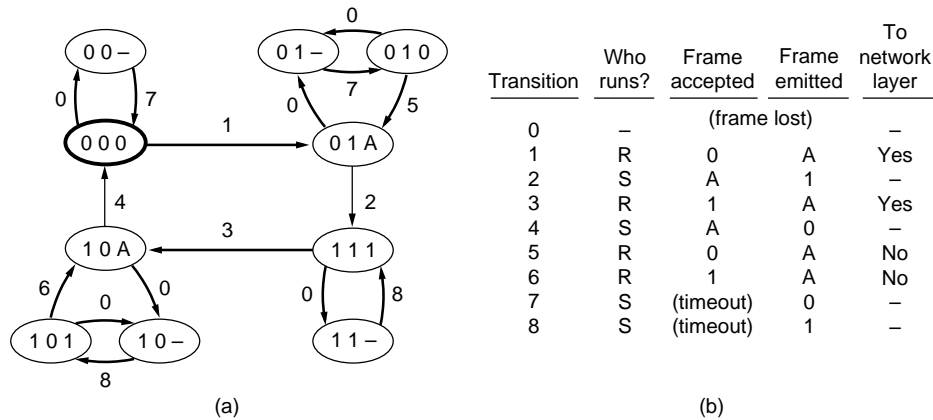 0 0 –
0 1 –
0
0 1 0
0
7
7
0
5
0 0 0
1
0 1 A
4
2
1 0 A
3
1 1 1
6
0
0
0
8
1 0 1
1 0 –
8
1 1 –
(a)
Transition Who runs? Frame accepted Frame emitted To network layer
0 – (frame lost) –
1 R 0 A Yes
2 S A 1 –
3 R 1 A Yes
4 S A 0 –
5 R 0 A No
6 R 1 A No
7 S (timeout) 0 –
8 S (timeout) 1 –
(b)